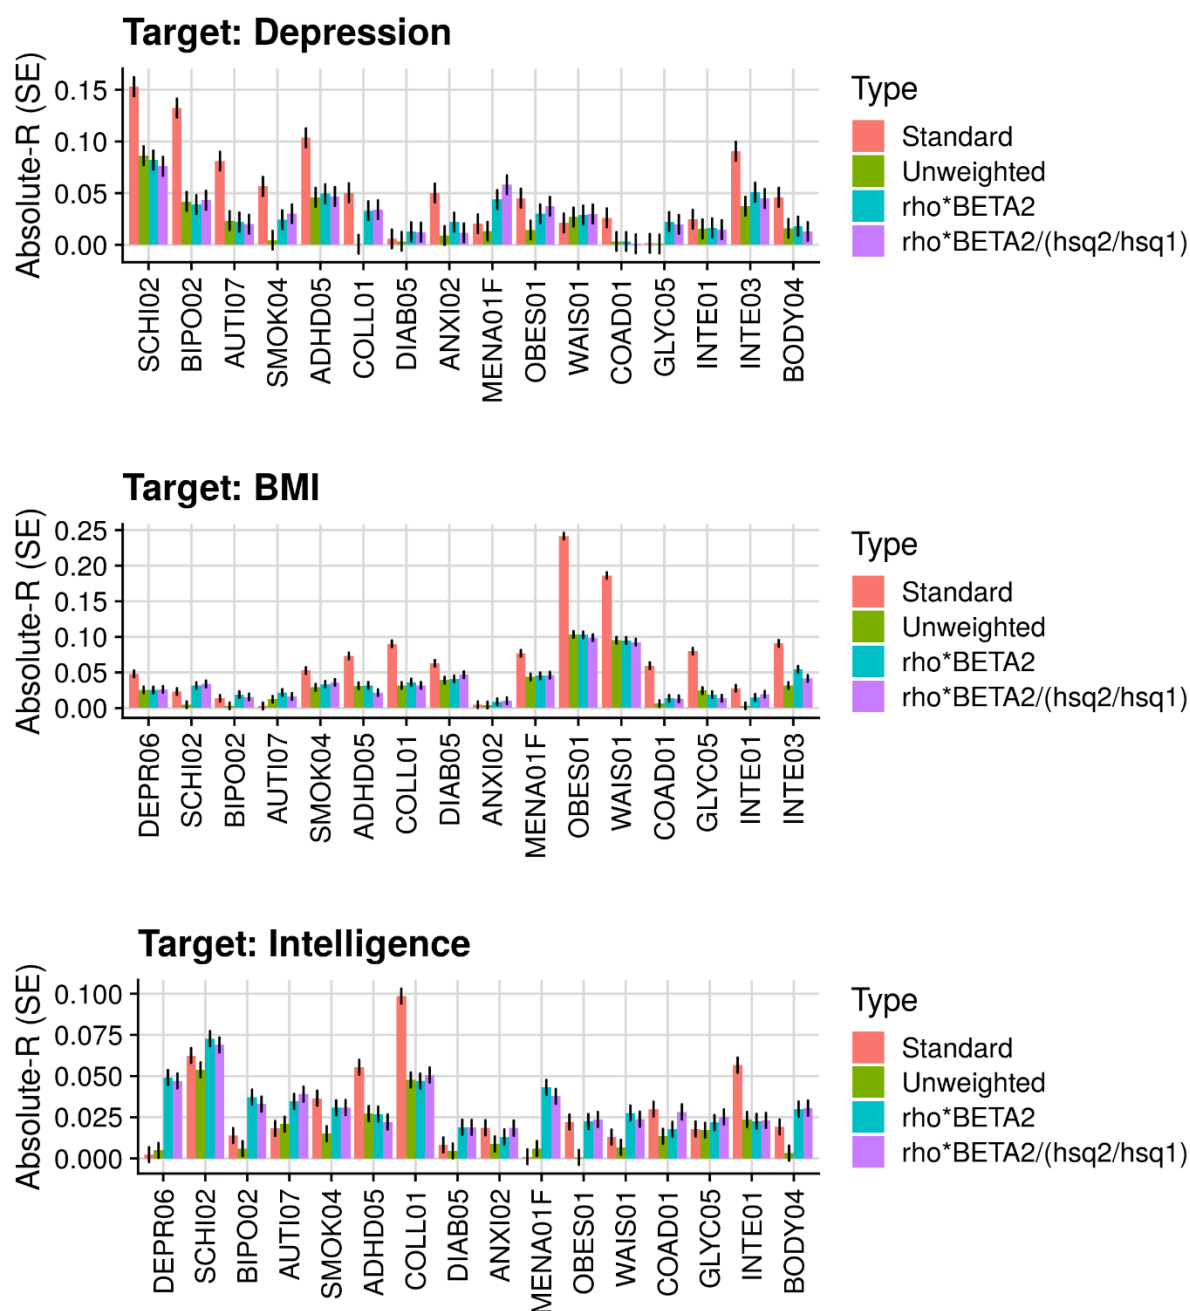 Target: Depression
Absolute-R (SE)
0.15
0.10
0.05
0.00
SCHI02
BIPO02
AUTI07
SMOK04
ADHD05
COLL01
DIAB05
ANXI02
MENA01F
OBES01
WAIS01
COAD01
GLYC05
INTE01
INTE03
BODY04
Type
Standard
Unweighted
rho*BETA2
rho*BETA2/(hsq2/hsq1)
Target: BMI
Absolute-R (SE)
0.25
0.20
0.15
0.10
0.05
0.00
DEPR06
SCHI02
BIPO02
AUTI07
SMOK04
ADHD05
COLL01
DIAB05
ANXI02
MENA01F
OBES01
WAIS01
COAD01
GLYC05
INTE01
INTE03
Type
Standard
Unweighted
rho*BETA2
rho*BETA2/(hsq2/hsq1)
Target: Intelligence
Absolute-R (SE)
0.100
0.075
0.050
0.025
0.000
DEPR06
SCHI02
BIPO02
AUTI07
SMOK04
ADHD05
COLL01
DIAB05
ANXI02
MENA01F
OBES01
WAIS01
COAD01
GLYC05
INTE01
BODY04
Type
Standard
Unweighted
rho*BETA2
rho*BETA2/(hsq2/hsq1)